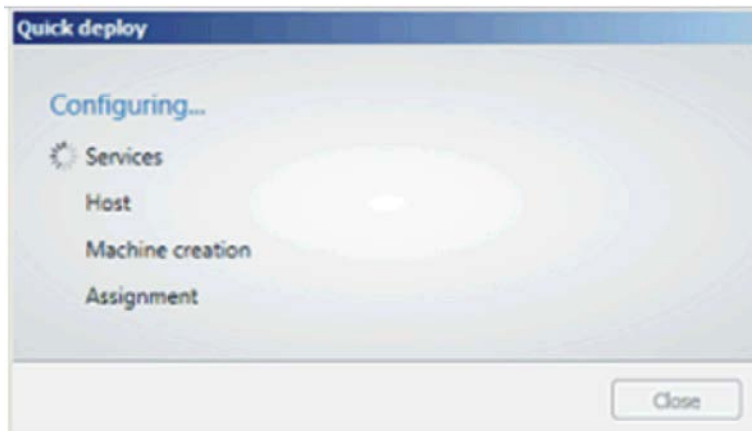 Quick deploy
Configuring...
Services
Host
Machine creation
Assignment
Close